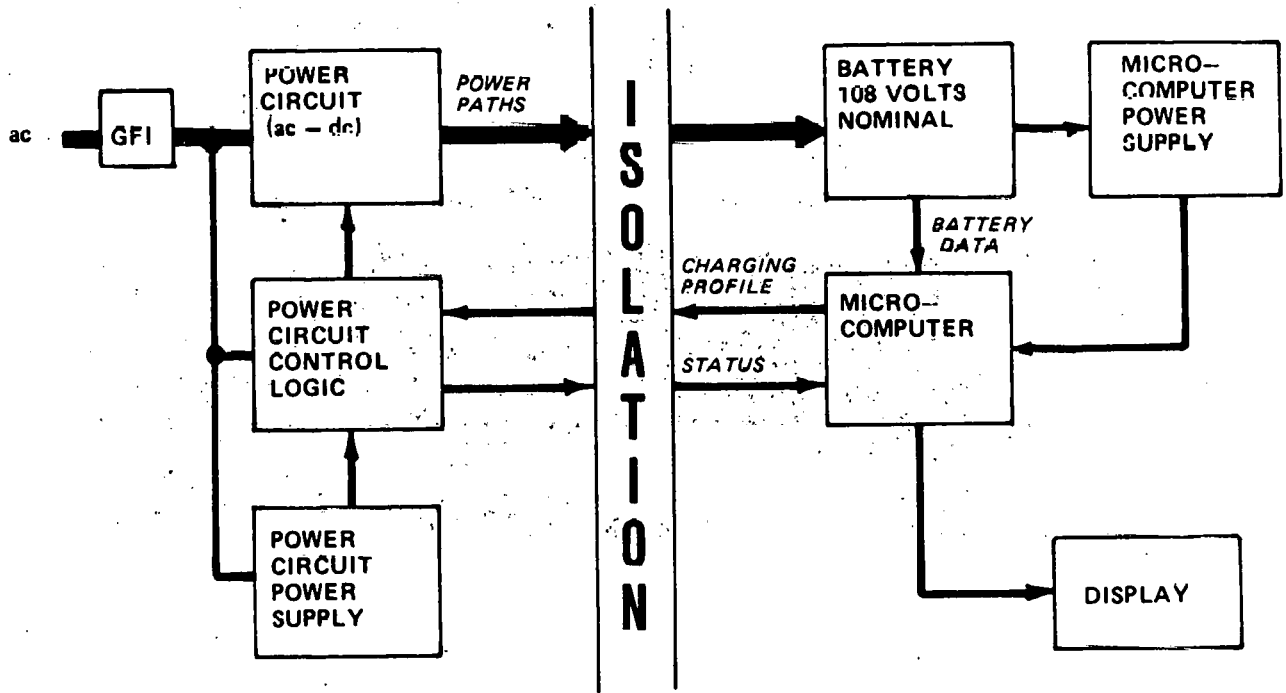 ac
GFI
POWER
CIRCUIT
(ac – dc)
POWER
PATHS
ISOLATION
BATTERY
108 VOLTS
NOMINAL
MICRO–
COMPUTER
POWER
SUPPLY
BATTERY
DATA
CHARGING
PROFILE
POWER
CIRCUIT
CONTROL
LOGIC
MICRO–
COMPUTER
STATUS
POWER
CIRCUIT
POWER
SUPPLY
DISPLAY